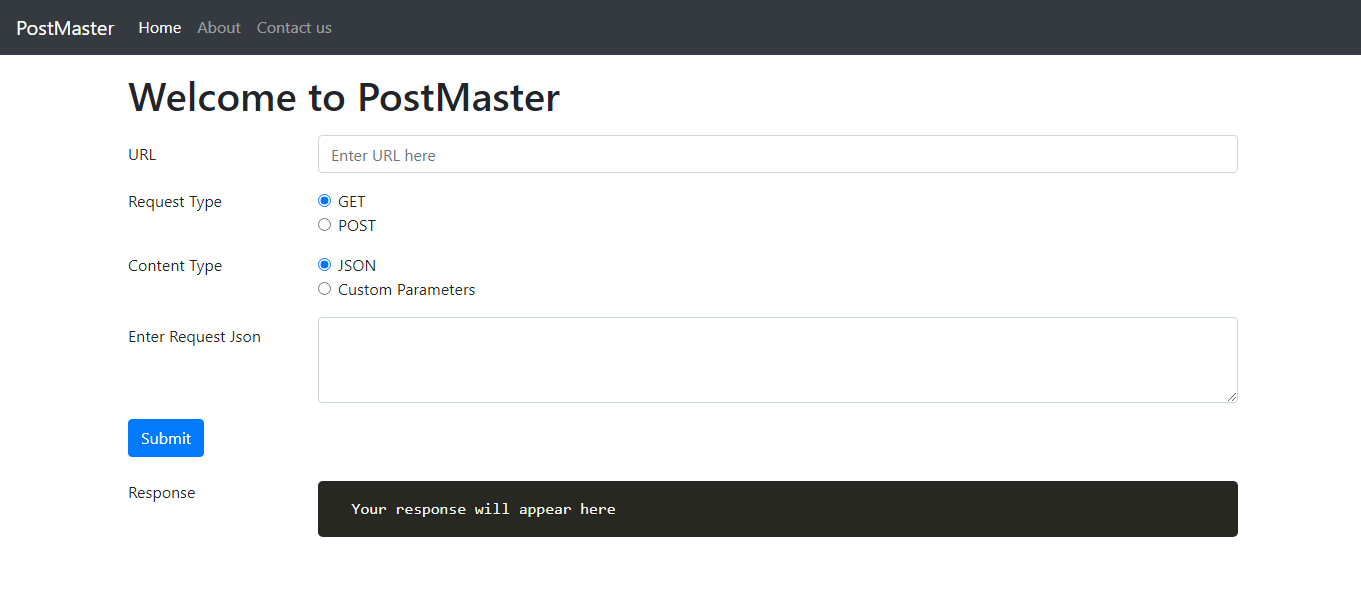 PostMaster Home About Contact us
Welcome to PostMaster
URL Enter URL here
Request Type GET
POST
Content Type JSON
Custom Parameters
Enter Request Json
Submit
Response Your response will appear here